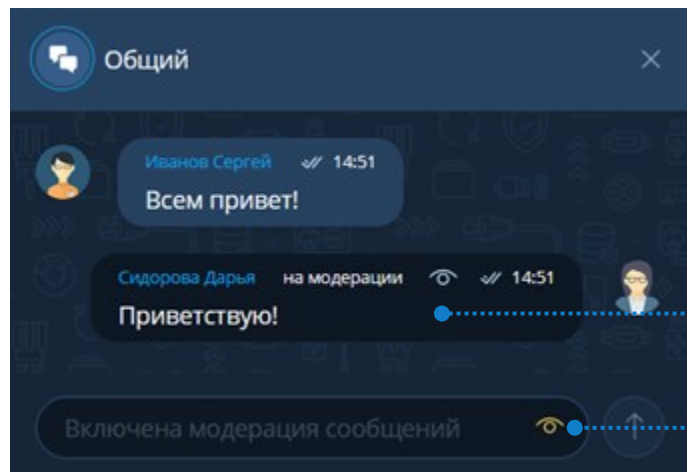 Общий
Иванов Сергей 14:51
Всем привет!
Сидорова Дарья на модерации 14:51
Приветствую!
Включена модерация сообщений